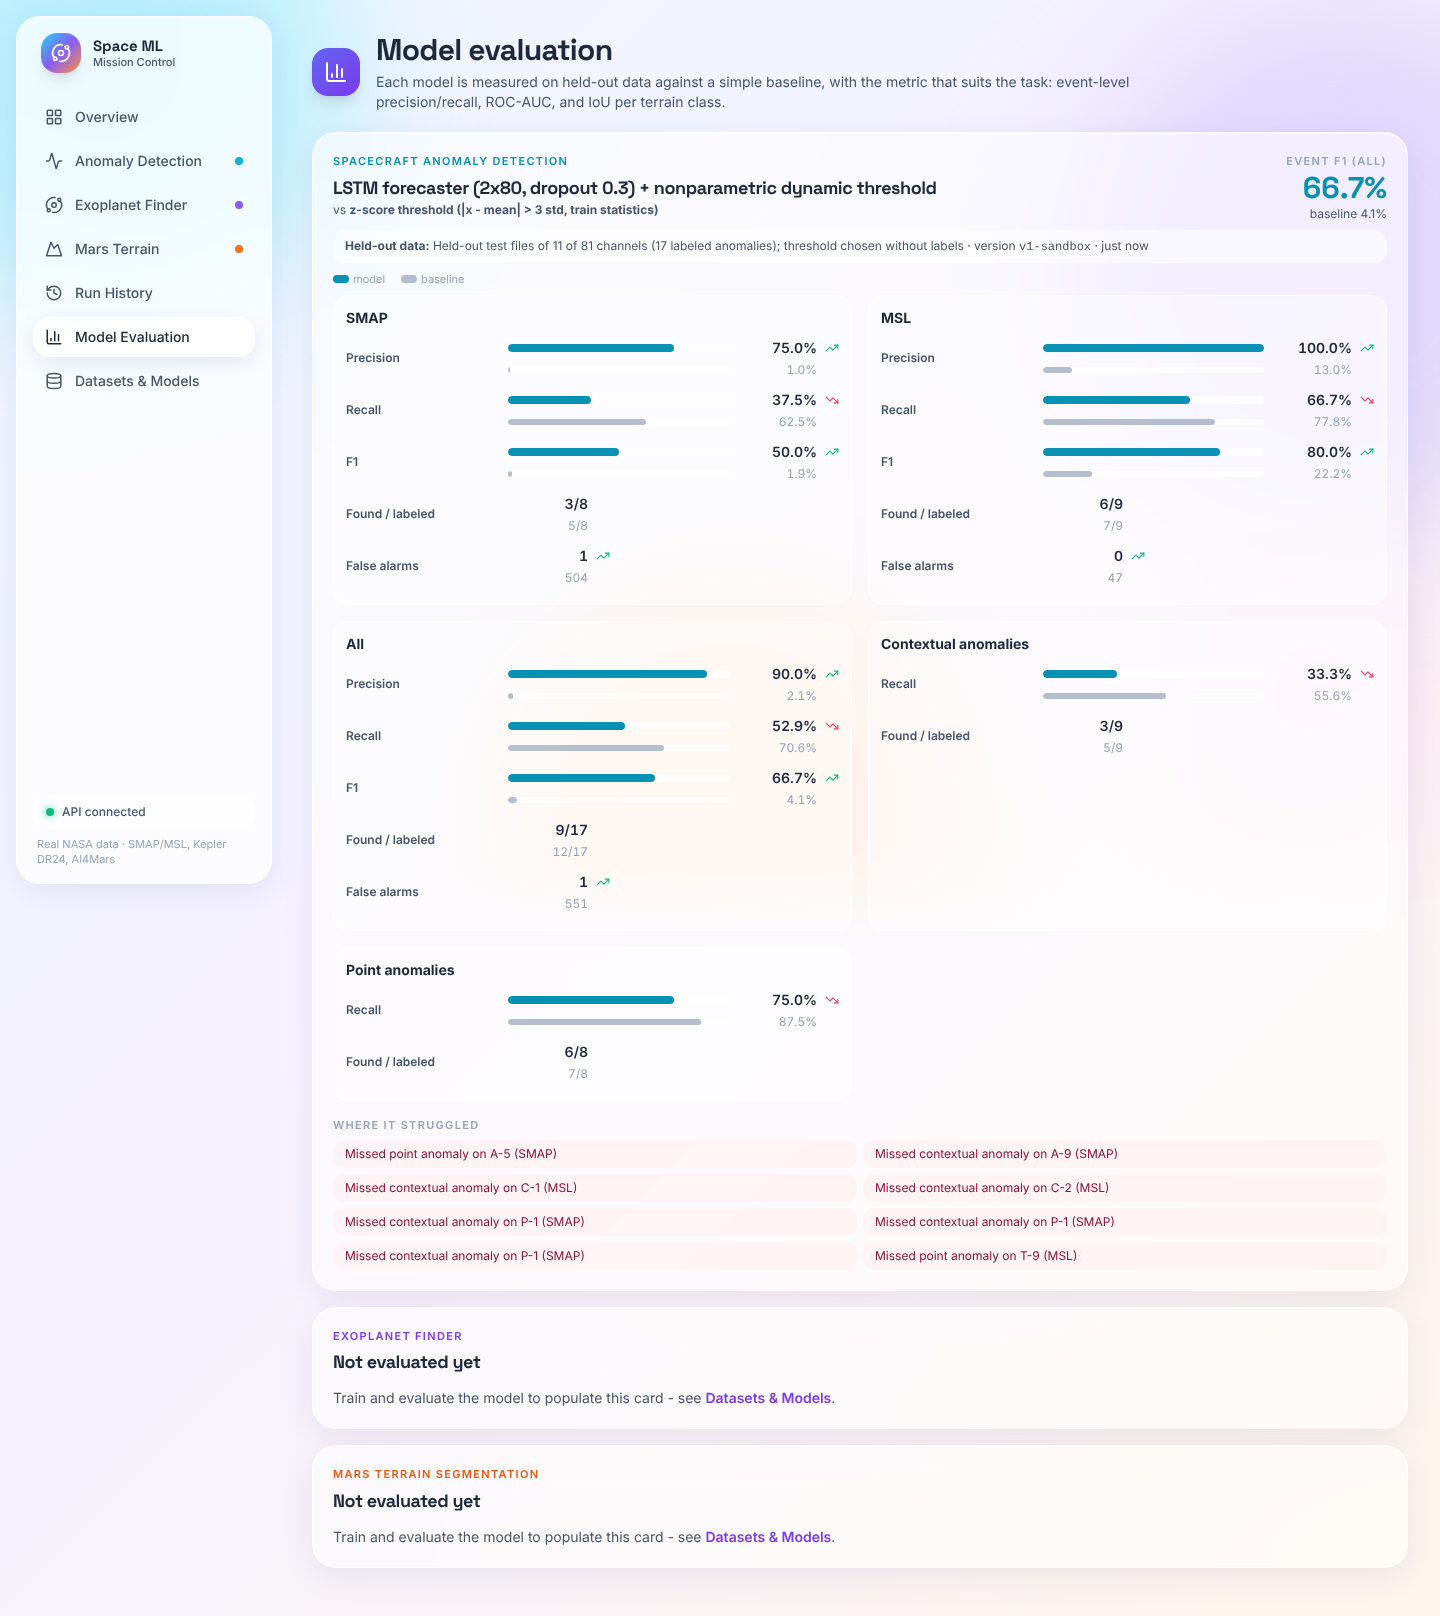 Space ML
Mission Control
Overview
Anomaly Detection
Exoplanet Finder
Mars Terrain
Run History
Model Evaluation
Datasets & Models
API connected
Real NASA data · SMAP/MSL, Kepler
DR24, AI4Mars
Model evaluation
Each model is measured on held-out data against a simple baseline, with the metric that suits the task: event-level
precision/recall, ROC-AUC, and IoU per terrain class.
SPACECRAFT ANOMALY DETECTION
LSTM forecaster (2x80, dropout 0.3) + nonparametric dynamic threshold
vs z-score threshold (|x - mean| > 3 std, train statistics)
EVENT F1 (ALL)
66.7%
baseline 4.1%
Held-out data: Held-out test files of 11 of 81 channels (17 labeled anomalies); threshold chosen without labels · version v1-sandbox · just now
model baseline
SMAP
Precision 75.0%
1.0%
Recall 37.5%
62.5%
F1 50.0%
1.9%
Found / labeled 3/8
5/8
False alarms 1
504
MSL
Precision 100.0%
13.0%
Recall 66.7%
77.8%
F1 80.0%
22.2%
Found / labeled 6/9
7/9
False alarms 0
47
All
Precision 90.0%
2.1%
Recall 52.9%
70.6%
F1 66.7%
4.1%
Found / labeled 9/17
12/17
False alarms 1
551
Contextual anomalies
Recall 33.3%
55.6%
Found / labeled 3/9
5/9
Point anomalies
Recall 75.0%
87.5%
Found / labeled 6/8
7/8
WHERE IT STRUGGLED
Missed point anomaly on A-5 (SMAP)
Missed contextual anomaly on A-9 (SMAP)
Missed contextual anomaly on C-1 (MSL)
Missed contextual anomaly on C-2 (MSL)
Missed contextual anomaly on P-1 (SMAP)
Missed contextual anomaly on P-1 (SMAP)
Missed contextual anomaly on P-1 (SMAP)
Missed point anomaly on T-9 (MSL)
EXOPLANET FINDER
Not evaluated yet
Train and evaluate the model to populate this card - see Datasets & Models.
MARS TERRAIN SEGMENTATION
Not evaluated yet
Train and evaluate the model to populate this card - see Datasets & Models.